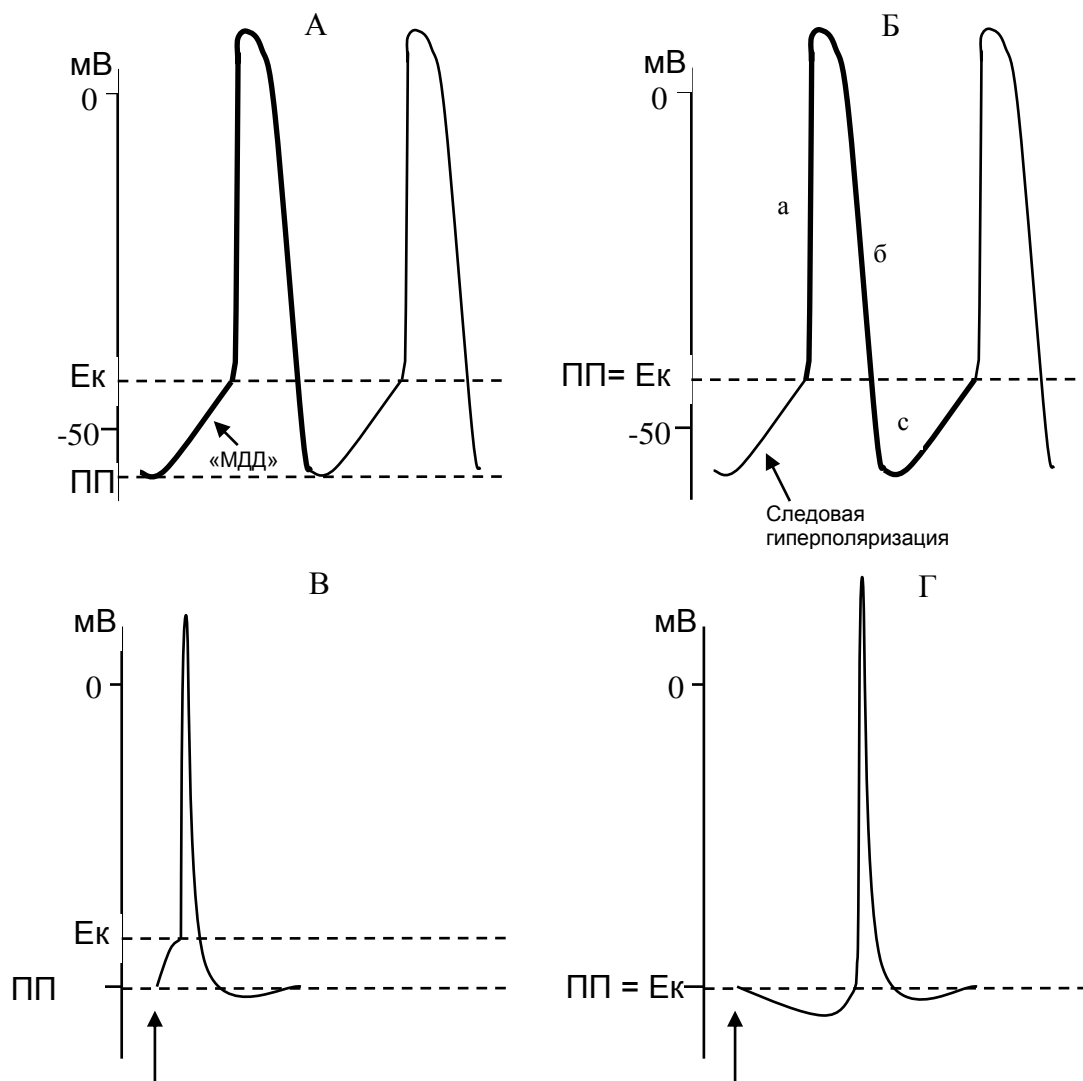 А
мВ
0
Ек
-50
«МДД»
ПП
Б
мВ
0
а
б
ПП= Ек
-50
с
Следовая
гиперполяризация
В
мВ
0
Ек
ПП
Г
мВ
0
ПП = Ек